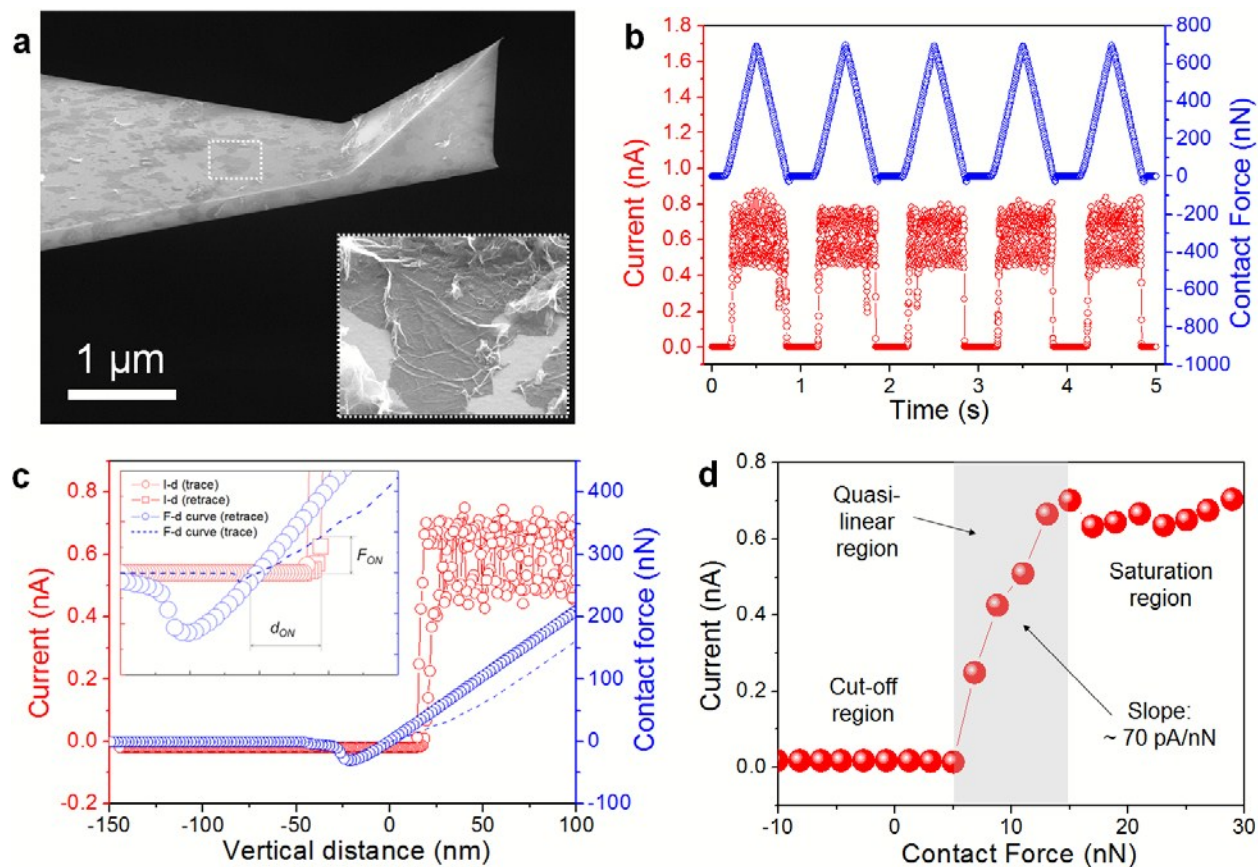 a
1 µm
b
Current (nA)
1.8
1.6
1.4
1.2
1.0
0.8
0.6
0.4
0.2
0.0
800
600
400
200
0
-200
-400
-600
-800
-1000
Contact Force (nN)
0 1 2 3 4 5
Time (s)
c
Current (nA)
0.8
0.6
0.4
0.2
0.0
-0.2
I-d (trace)
I-d (retrace)
F-d curve (retrace)
F-d curve (trace)
FON
dON
400
300
200
100
0
-100
Contact force (nN)
-150 -100 -50 0 50 100
Vertical distance (nm)
d
Current (nA)
0.8
0.6
0.4
0.2
0.0
Quasi-
linear
region
Saturation
region
Cut-off
region
Slope:
~ 70 pA/nN
-10 0 10 20 30
Contact Force (nN)